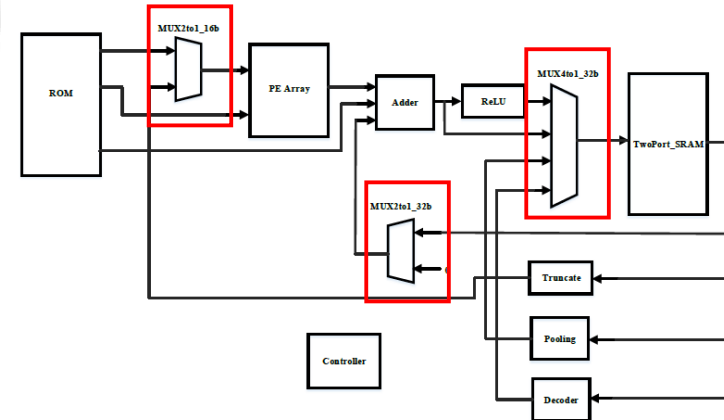 MUX2to1_16b
ROM
PE Array
Adder
ReLU
MUX4to1_32b
TwoPort_SRAM
MUX2to1_32b
Truncate
Pooling
Controller
Decoder